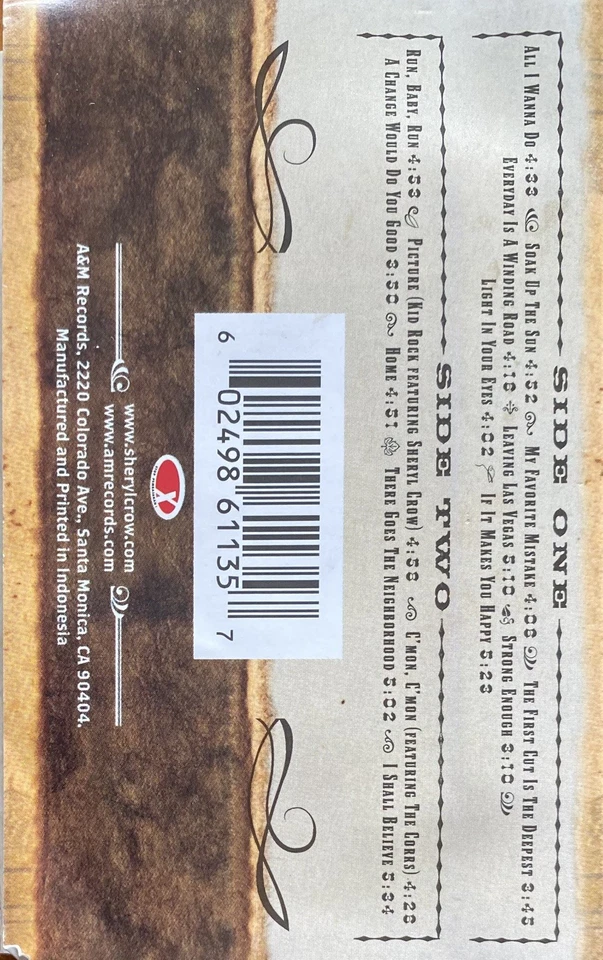 SIDE ONE
ALL I WANNA DO 4:33 SOAK UP THE SUN 4:52 MY FAVORITE MISTAKE 4:08 THE FIRST CUT IS THE DEEPEST 3:45
EVERYDAY IS A WINDING ROAD 4:18 LEAVING LAS VEGAS 5:10 STRONG ENOUGH 3:10
LIGHT IN YOUR EYES 4:02 IF IT MAKES YOU HAPPY 5:23
SIDE TWO
RUN, BABY, RUN 4:53 PICTURE (KID ROCK FEATURING SHERYL CROW) 4:58 C'MON, C'MON (FEATURING THE CORRS) 4:28
A CHANGE WOULD DO YOU GOOD 3:50 HOME 4:51 THERE GOES THE NEIGHBORHOOD 5:02 I SHALL BELIEVE 5:34
6 02498 61135 7
X
www.sherylcrow.com
www.amrecords.com
A&M Records, 2220 Colorado Ave., Santa Monica, CA 90404.
Manufactured and Printed in Indonesia